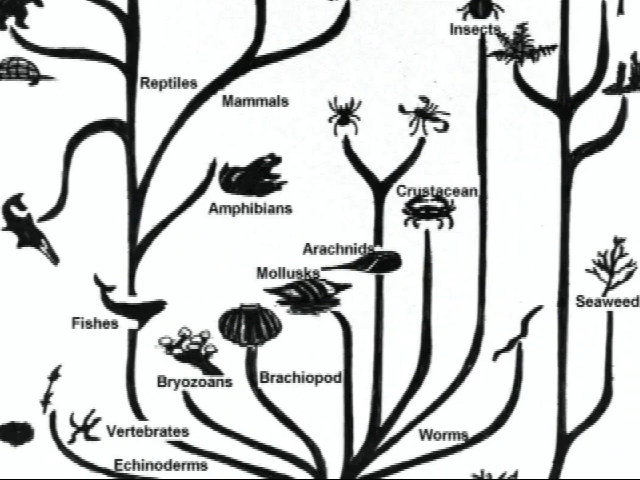 Insects
Reptiles
Mammals
Crustacean
Amphibians
Arachnids
Mollusks
Seaweed
Fishes
Bryozoans
Brachiopod
Vertebrates
Worms
Echinoderms